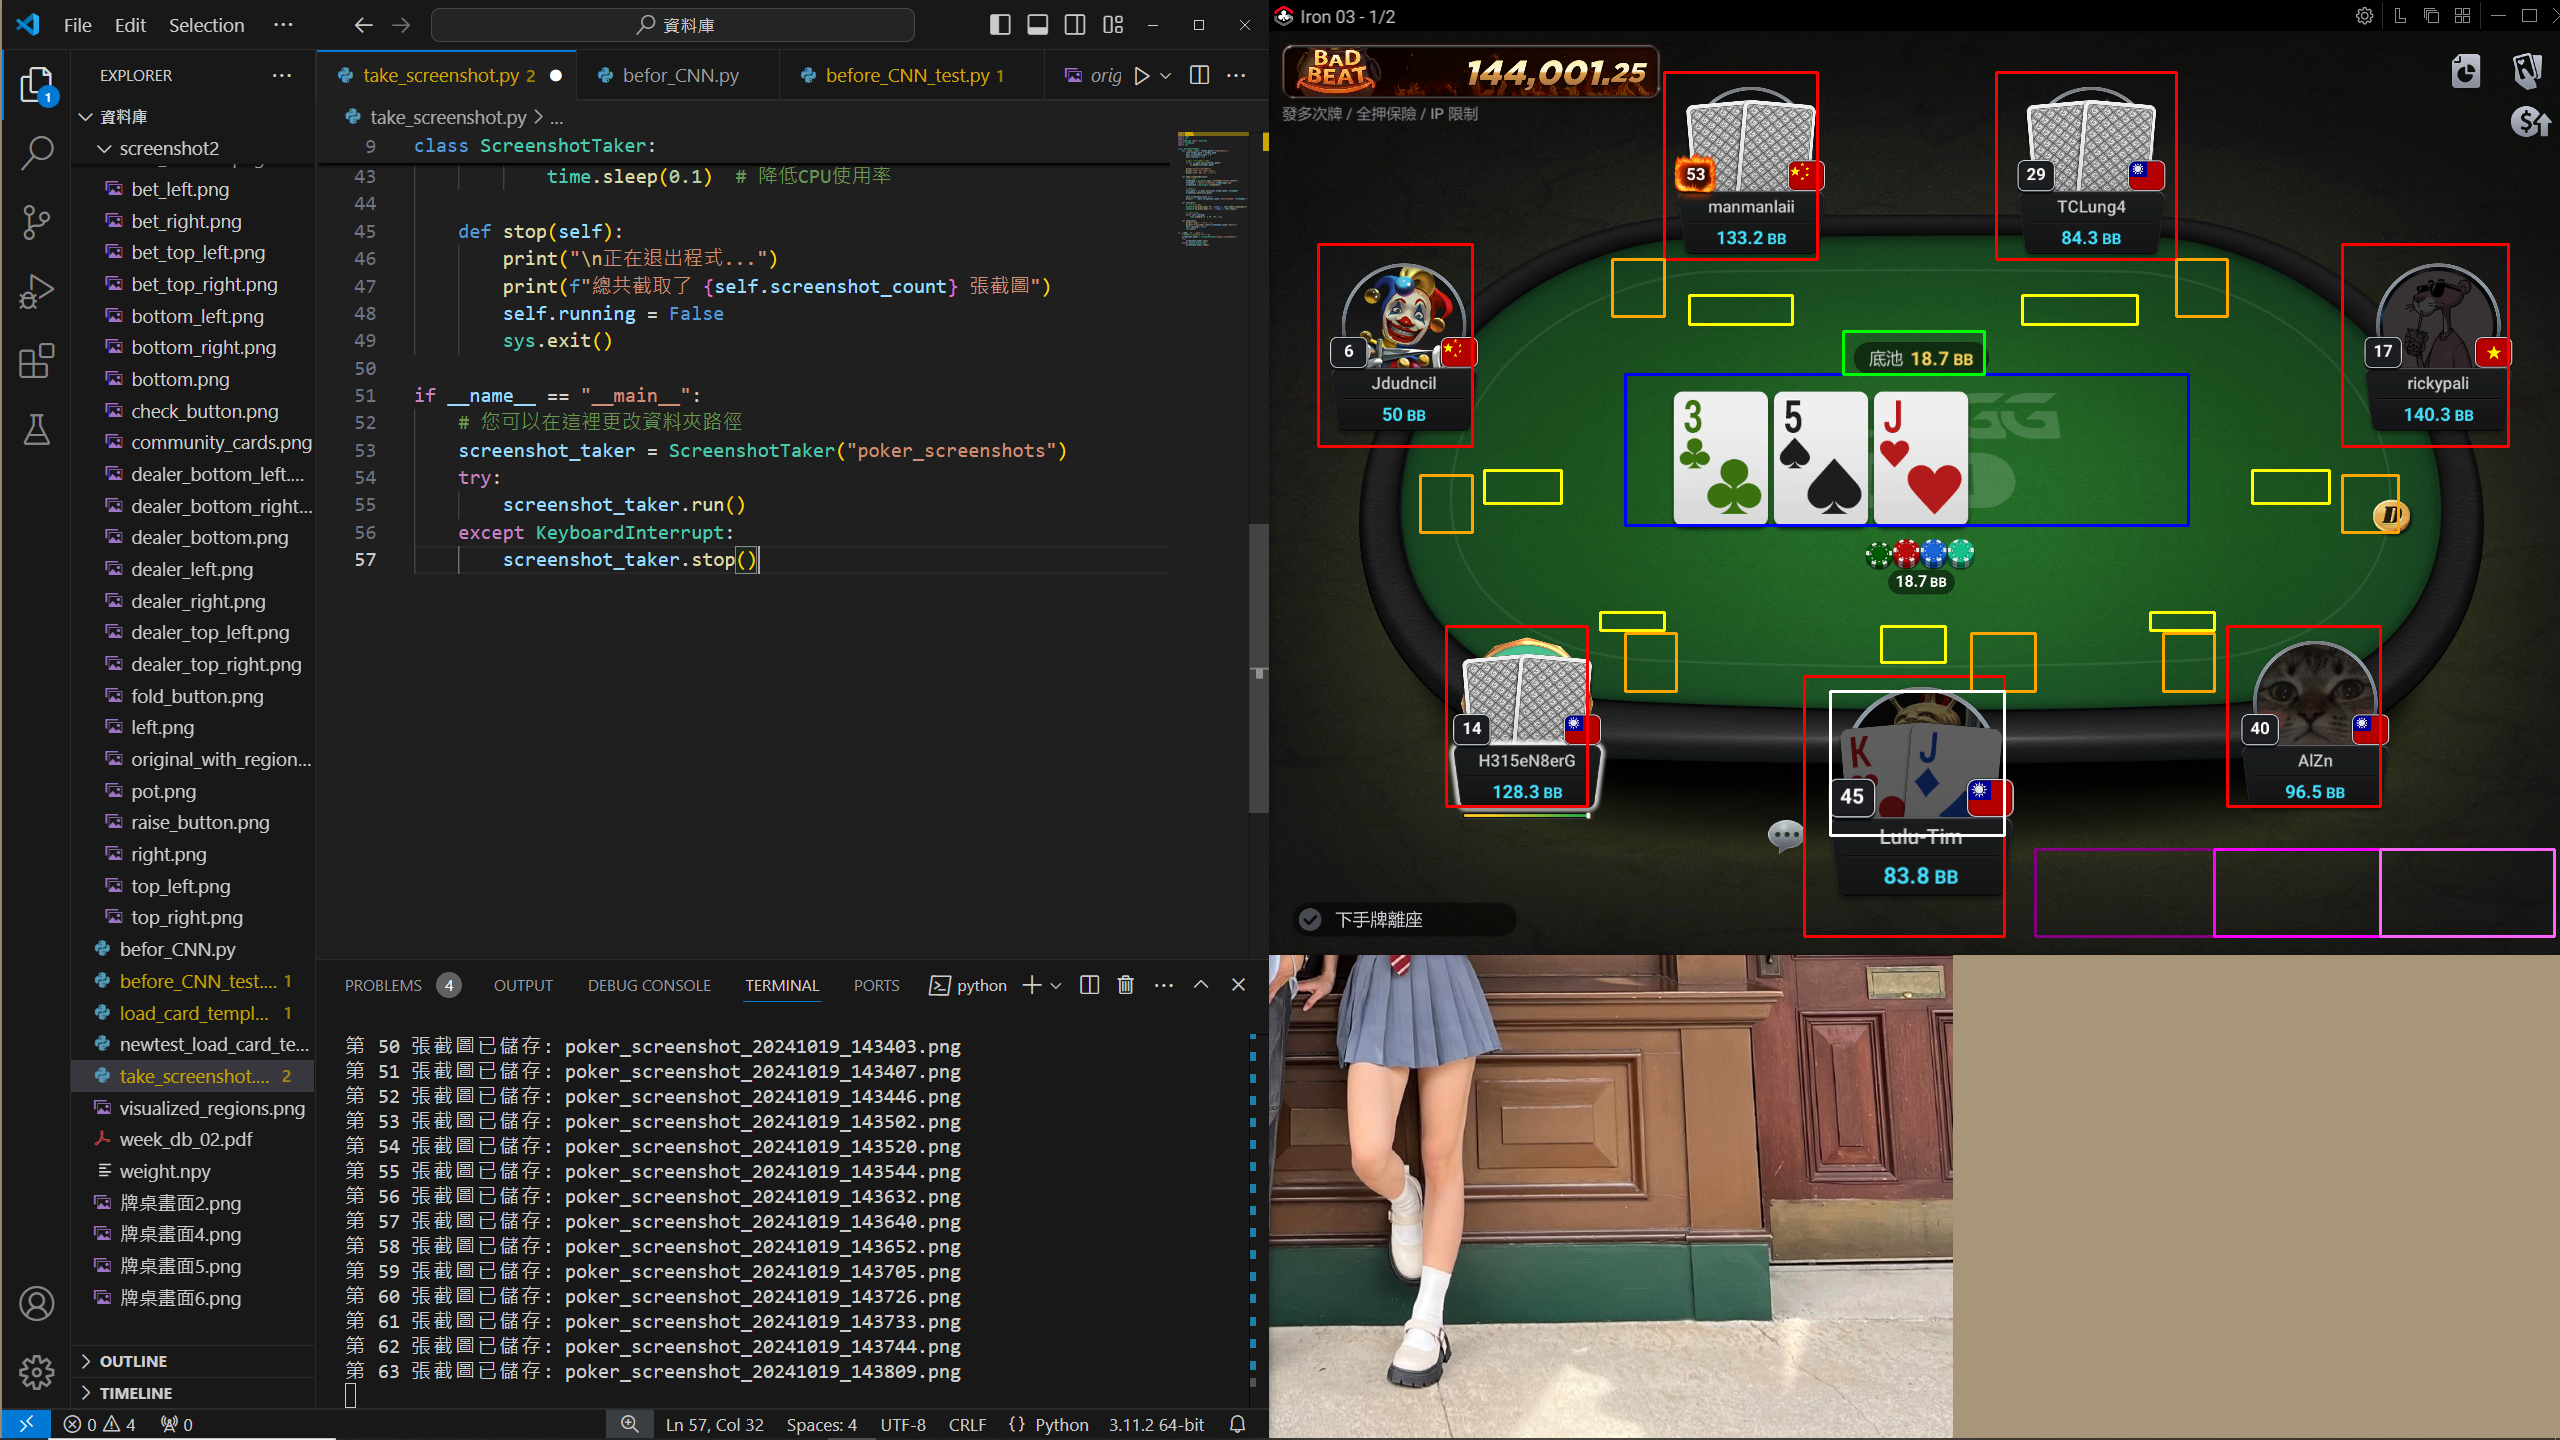 File Edit Selection ···
資料庫
EXPLORER
資料庫
screenshot2
bet_left.png
bet_right.png
bet_top_left.png
bet_top_right.png
bottom_left.png
bottom_right.png
bottom.png
check_button.png
community_cards.png
dealer_bottom_left....
dealer_bottom_right...
dealer_bottom.png
dealer_left.png
dealer_right.png
dealer_top_left.png
dealer_top_right.png
fold_button.png
left.png
original_with_region...
pot.png
raise_button.png
right.png
top_left.png
top_right.png
befor_CNN.py
before_CNN_test.... 1
load_card_templ... 1
newtest_load_card_te...
take_screenshot.... 2
visualized_regions.png
week_db_02.pdf
weight.npy
牌桌畫面2.png
牌桌畫面4.png
牌桌畫面5.png
牌桌畫面6.png
OUTLINE
TIMELINE
1
take_screenshot.py 2
befor_CNN.py
before_CNN_test.py 1
orig
take_screenshot.py > ...
9 class ScreenshotTaker:
43 time.sleep(0.1) # 降低CPU使用率
44
45 def stop(self):
46 print("\n正在退出程式...")
47 print(f"總共截取了 {self.screenshot_count} 張截圖")
48 self.running = False
49 sys.exit()
50
51 if __name__ == "__main__":
52 # 您可以在這裡更改資料夾路徑
53 screenshot_taker = ScreenshotTaker("poker_screenshots")
54 try:
55 screenshot_taker.run()
56 except KeyboardInterrupt:
57 screenshot_taker.stop()
PROBLEMS 4 OUTPUT DEBUG CONSOLE TERMINAL PORTS python
第 50 張截圖已儲存: poker_screenshot_20241019_143403.png
第 51 張截圖已儲存: poker_screenshot_20241019_143407.png
第 52 張截圖已儲存: poker_screenshot_20241019_143446.png
第 53 張截圖已儲存: poker_screenshot_20241019_143502.png
第 54 張截圖已儲存: poker_screenshot_20241019_143520.png
第 55 張截圖已儲存: poker_screenshot_20241019_143544.png
第 56 張截圖已儲存: poker_screenshot_20241019_143632.png
第 57 張截圖已儲存: poker_screenshot_20241019_143640.png
第 58 張截圖已儲存: poker_screenshot_20241019_143652.png
第 59 張截圖已儲存: poker_screenshot_20241019_143705.png
第 60 張截圖已儲存: poker_screenshot_20241019_143726.png
第 61 張截圖已儲存: poker_screenshot_20241019_143733.png
第 62 張截圖已儲存: poker_screenshot_20241019_143744.png
第 63 張截圖已儲存: poker_screenshot_20241019_143809.png
0 4 0
Ln 57, Col 32 Spaces: 4 UTF-8 CRLF {} Python 3.11.2 64-bit
Iron 03 - 1/2
L
BAD BEAT 144,001.25
發多次牌 / 全押保險 / IP 限制
53
manmanlaii
133.2 BB
29
TCLung4
84.3 BB
6
Jdudncil
50 BB
17
rickypali
140.3 BB
底池 18.7 BB
3 5 J
D
18.7 BB
14
H315eN8erG
128.3 BB
K J
45
Lulu-Tim
83.8 BB
40
AlZn
96.5 BB
下手牌離座